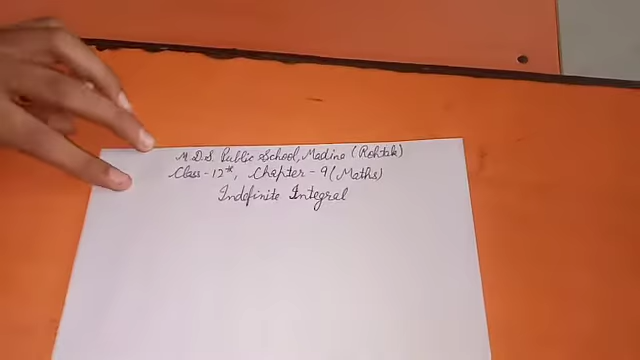 M.D.S. Public School, Madina (Rohtak)
Class - 12th, Chapter - 9 (Maths)
Indefinite Integral